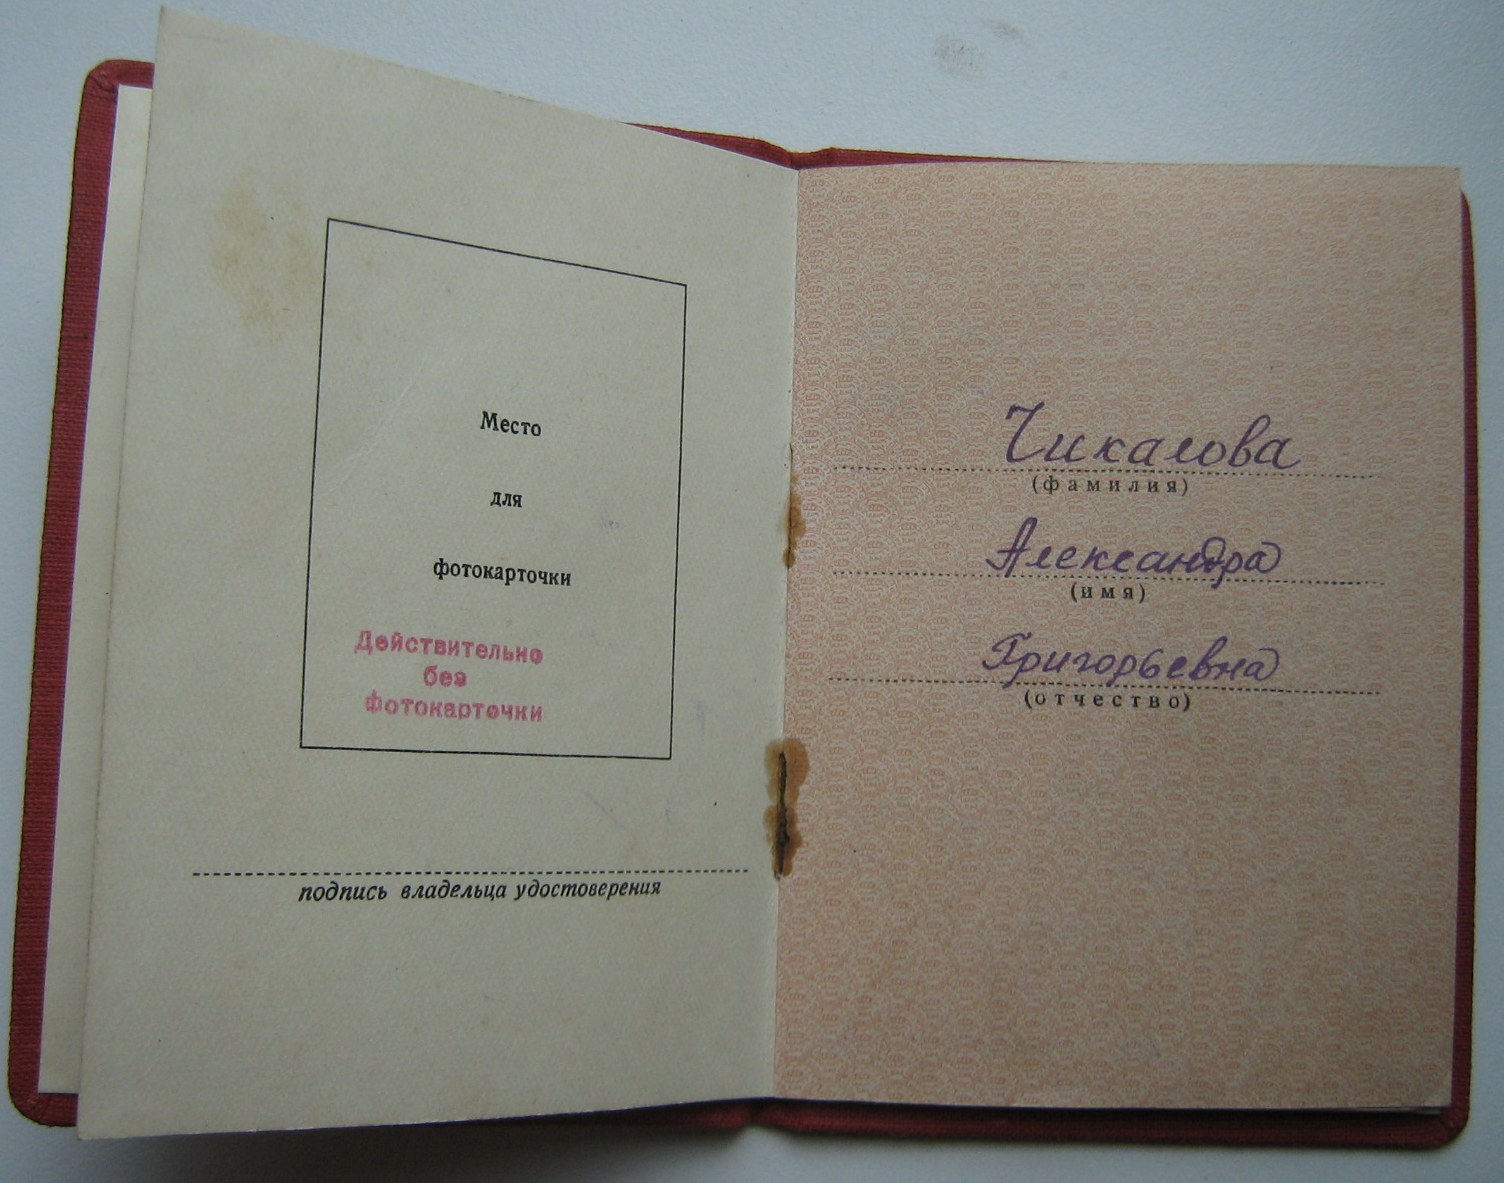 Место
для
фотокарточки
Действительно
без
фотокарточки
подпись владельца удостоверения
Чикалова
(фамилия)
Александра
(имя)
Григорьевна
(отчество)